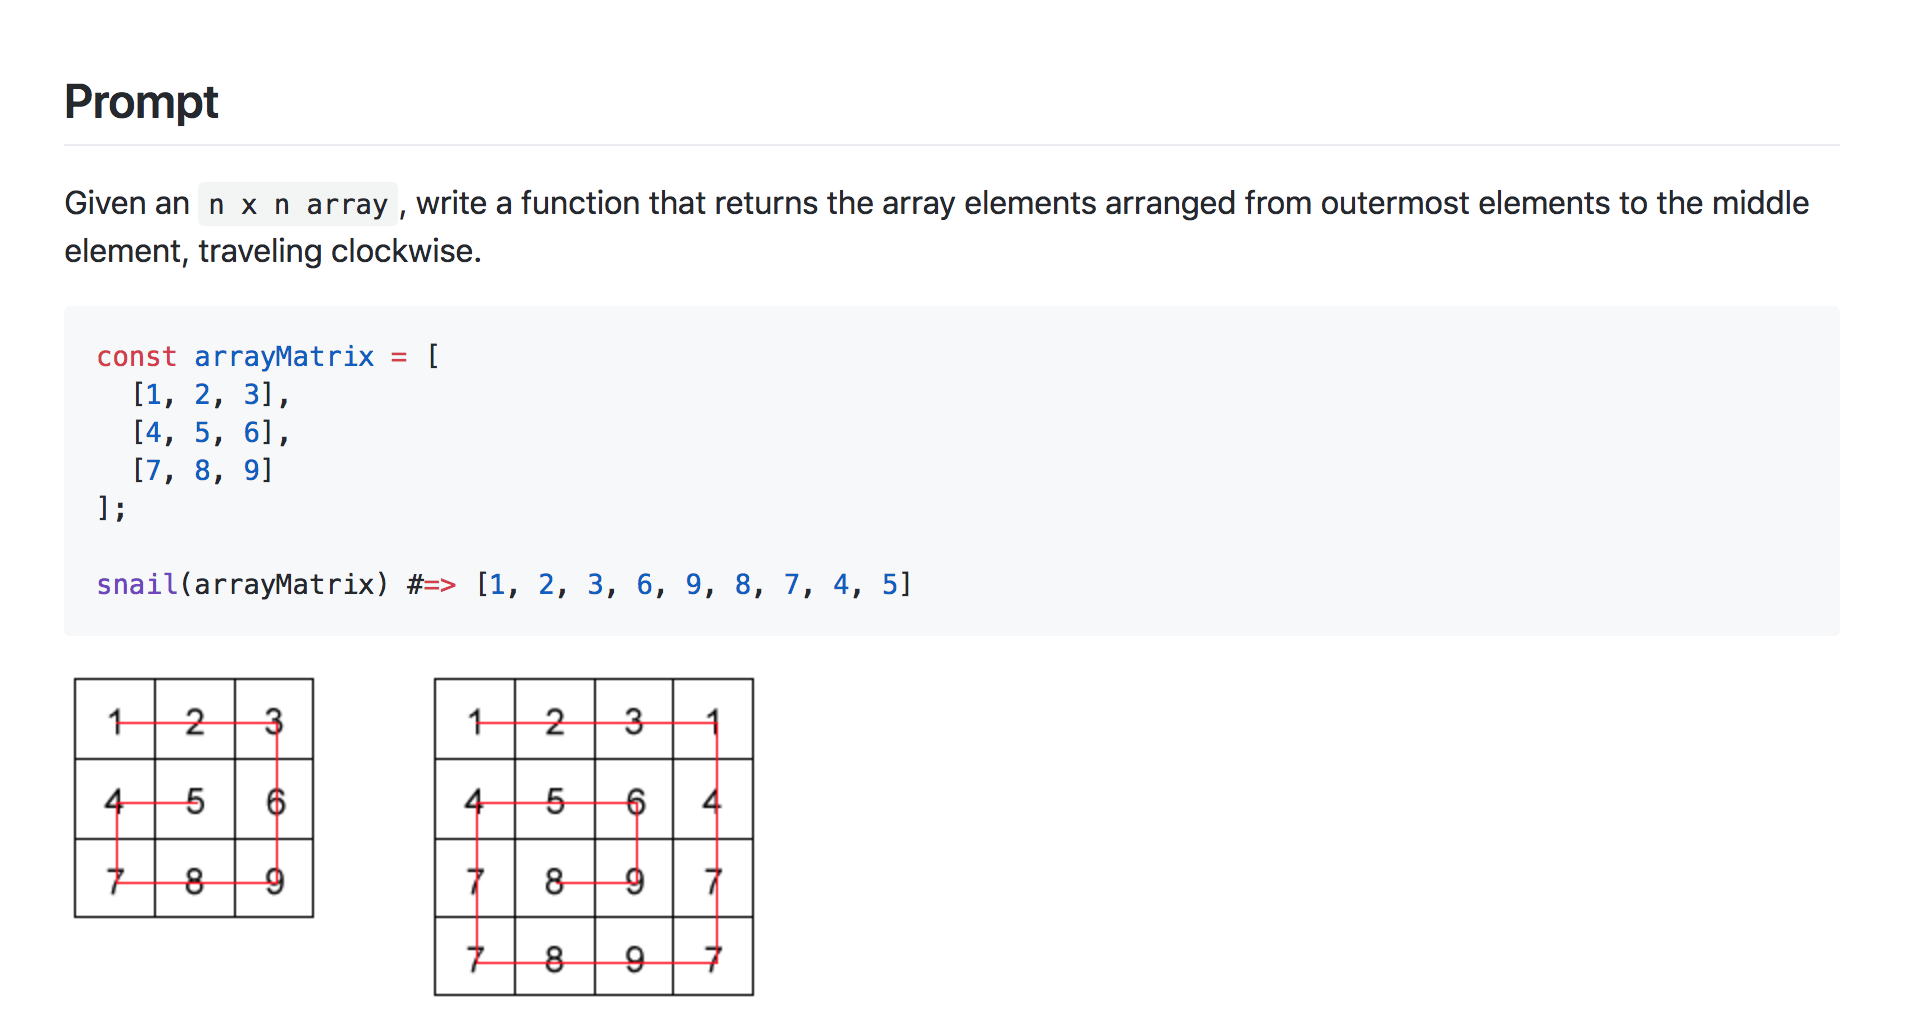 Prompt
Given an n x n array, write a function that returns the array elements arranged from outermost elements to the middle
element, traveling clockwise.
const arrayMatrix = [
  [1, 2, 3],
  [4, 5, 6],
  [7, 8, 9]
];
snail(arrayMatrix) #=> [1, 2, 3, 6, 9, 8, 7, 4, 5]
1 2 3
4 5 6
7 8 9
1 2 3 1
4 5 6 4
7 8 9 7
7 8 9 7